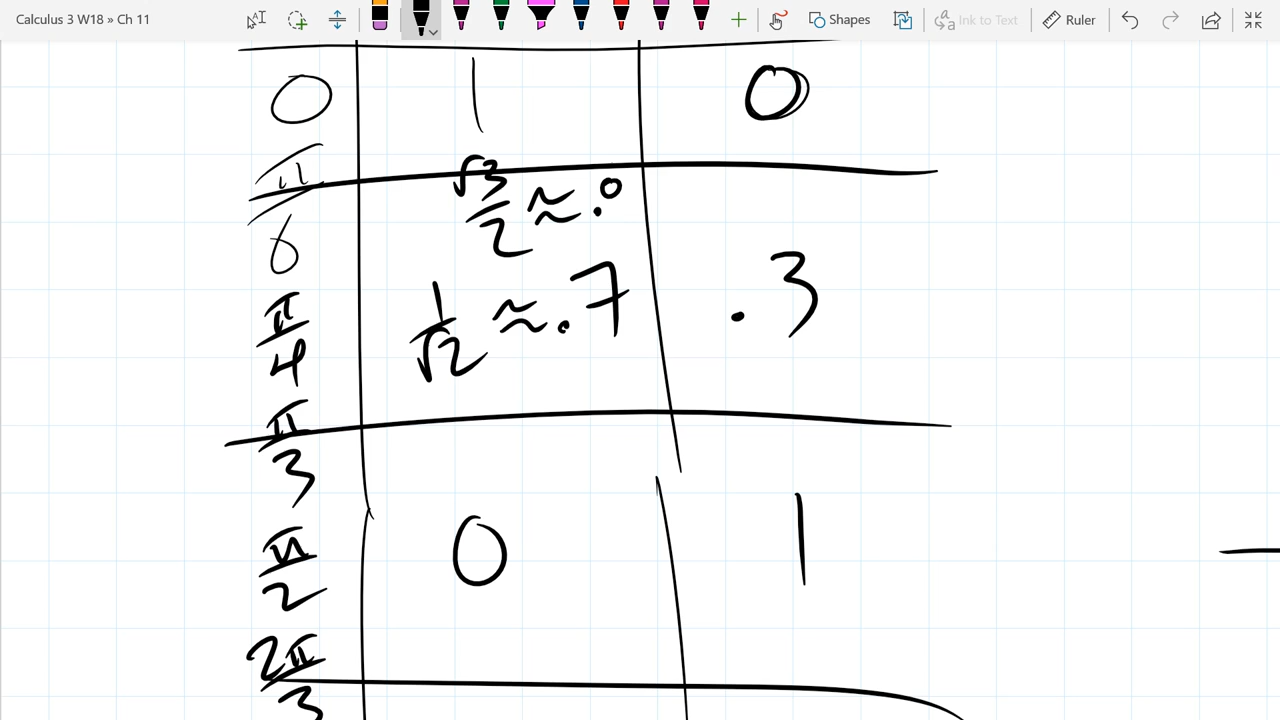 Calculus 3 W18 » Ch 11
Shapes
Ink to Text
Ruler
0 1 0
π/6 √3/2 ≈ .0
π/4 1/√2 ≈ .7 .3
π/3
π/2 0 1
2π/3